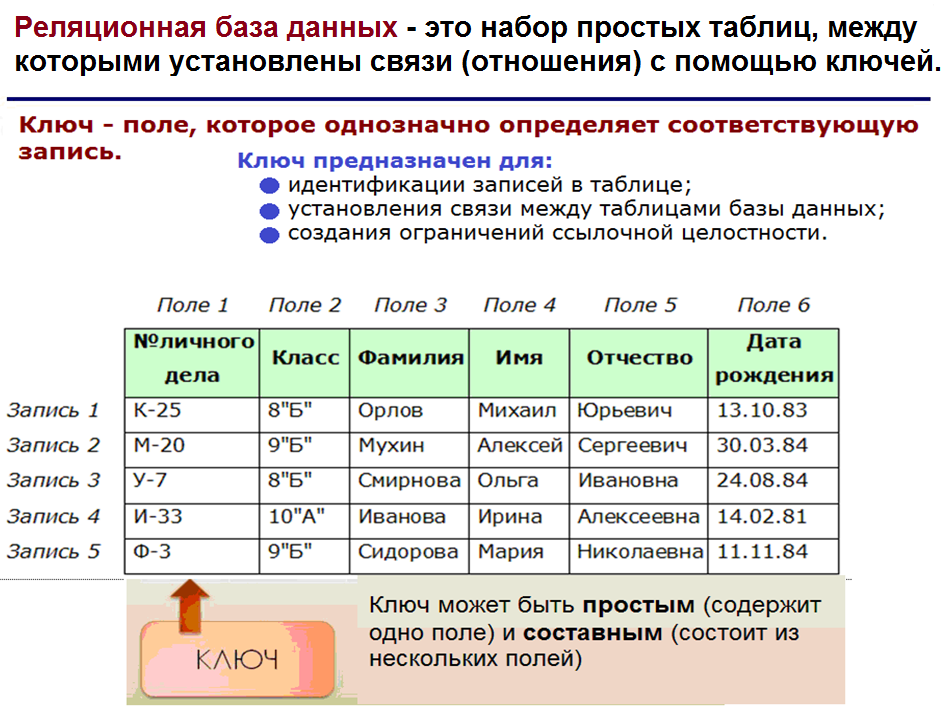 Реляционная база данных - это набор простых таблиц, между
которыми установлены связи (отношения) с помощью ключей.
Ключ – поле, которое однозначно определяет соответствующую
запись.
Ключ предназначен для:
идентификации записей в таблице;
установления связи между таблицами базы данных;
создания ограничений ссылочной целостности.
Поле 1 Поле 2 Поле 3 Поле 4 Поле 5 Поле 6
№личного дела Класс Фамилия Имя Отчество Дата рождения
Запись 1 К-25 8"Б" Орлов Михаил Юрьевич 13.10.83
Запись 2 М-20 9"Б" Мухин Алексей Сергеевич 30.03.84
Запись 3 У-7 8"Б" Смирнова Ольга Ивановна 24.08.84
Запись 4 И-33 10"А" Иванова Ирина Алексеевна 14.02.81
Запись 5 Ф-3 9"Б" Сидорова Мария Николаевна 11.11.84
КЛЮЧ
Ключ может быть простым (содержит
одно поле) и составным (состоит из
нескольких полей)